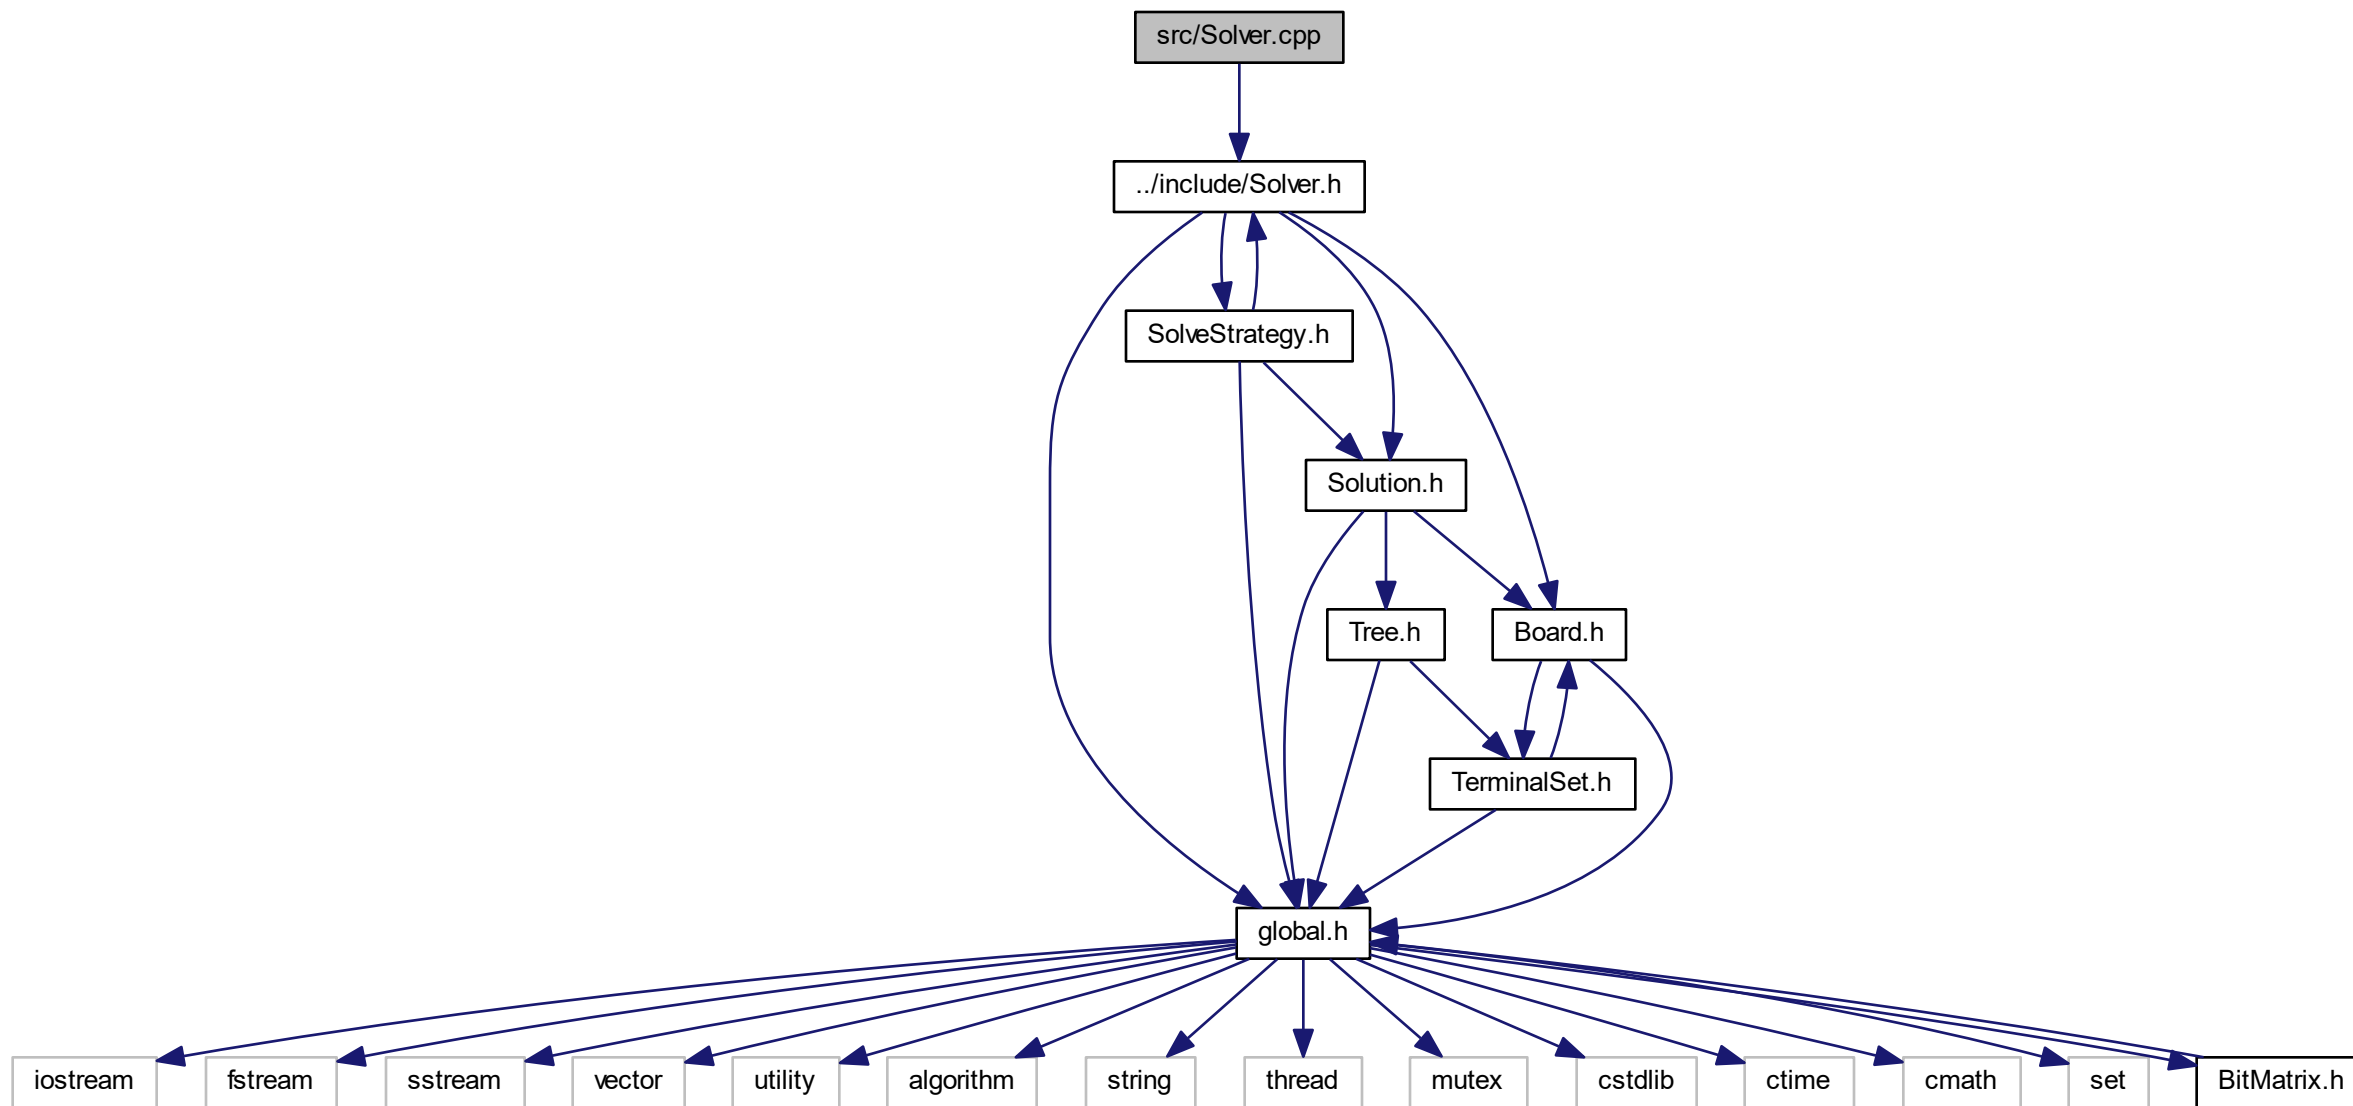 src/Solver.cpp
../include/Solver.h
SolveStrategy.h
Solution.h
Tree.h
Board.h
TerminalSet.h
global.h
iostream
fstream
sstream
vector
utility
algorithm
string
thread
mutex
cstdlib
ctime
cmath
set
BitMatrix.h